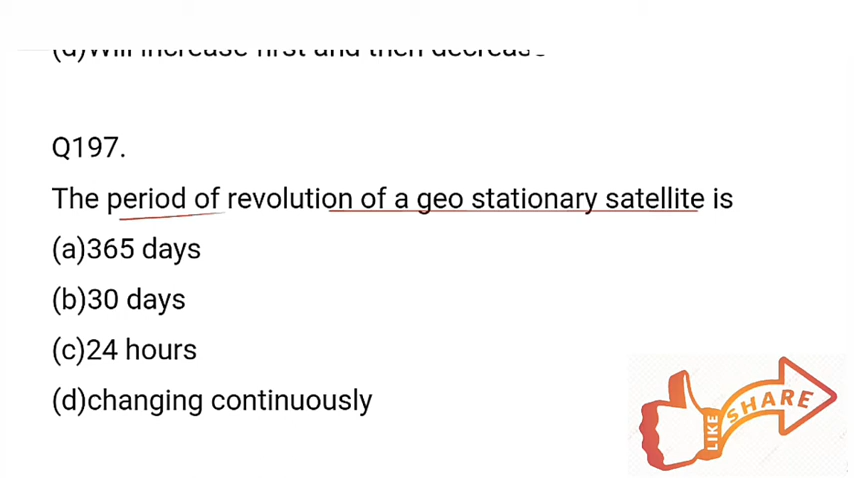 (d)Will increase first and then decrease
Q197.
The period of revolution of a geo stationary satellite is
(a)365 days
(b)30 days
(c)24 hours
(d)changing continuously
LIKE
SHARE